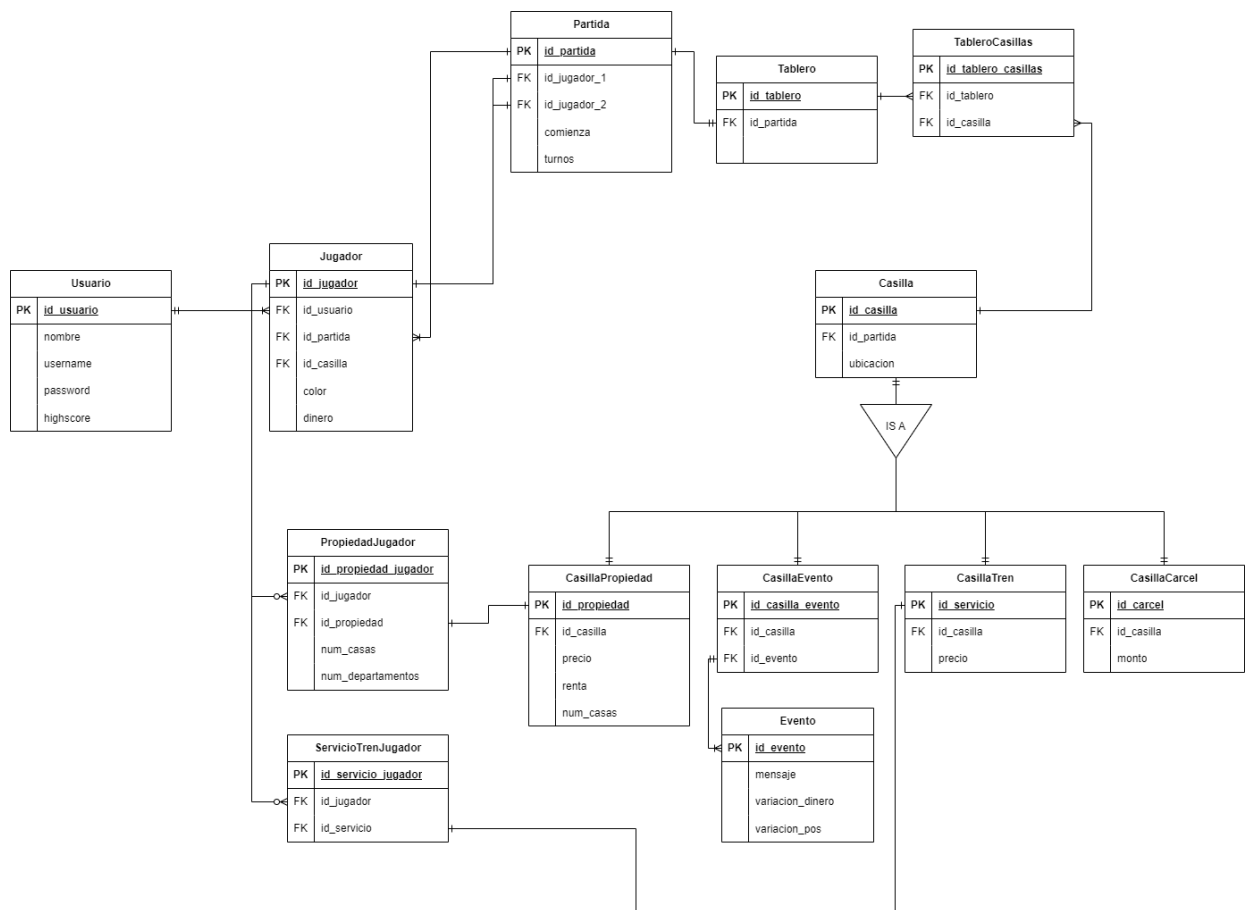 Partida
PK id_partida
FK id_jugador_1
FK id_jugador_2
comienza
turnos
Tablero
PK id_tablero
FK id_partida
TableroCasillas
PK id_tablero_casillas
FK id_tablero
FK id_casilla
Usuario
PK id_usuario
nombre
username
password
highscore
Jugador
PK id_jugador
FK id_usuario
FK id_partida
FK id_casilla
color
dinero
Casilla
PK id_casilla
FK id_partida
ubicacion
IS A
PropiedadJugador
PK id_propiedad_jugador
FK id_jugador
FK id_propiedad
num_casas
num_departamentos
CasillaPropiedad
PK id_propiedad
FK id_casilla
precio
renta
num_casas
CasillaEvento
PK id_casilla_evento
FK id_casilla
FK id_evento
CasillaTren
PK id_servicio
FK id_casilla
precio
CasillaCarcel
PK id_carcel
FK id_casilla
monto
ServicioTrenJugador
PK id_servicio_jugador
FK id_jugador
FK id_servicio
Evento
PK id_evento
mensaje
variacion_dinero
variacion_pos